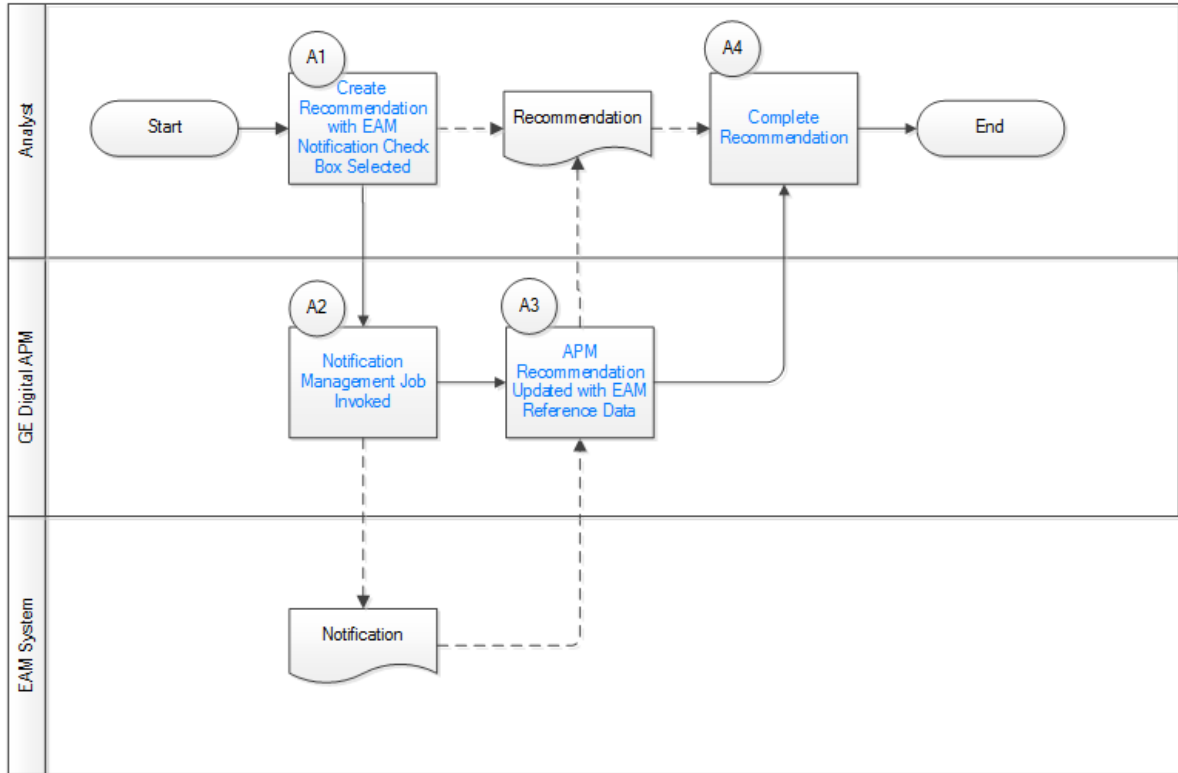 Analyst
Start
A1
Create
Recommendation
with EAM
Notification Check
Box Selected
Recommendation
A4
Complete
Recommendation
End
GE Digital APM
A2
Notification
Management Job
Invoked
A3
APM
Recommendation
Updated with EAM
Reference Data
EAM System
Notification